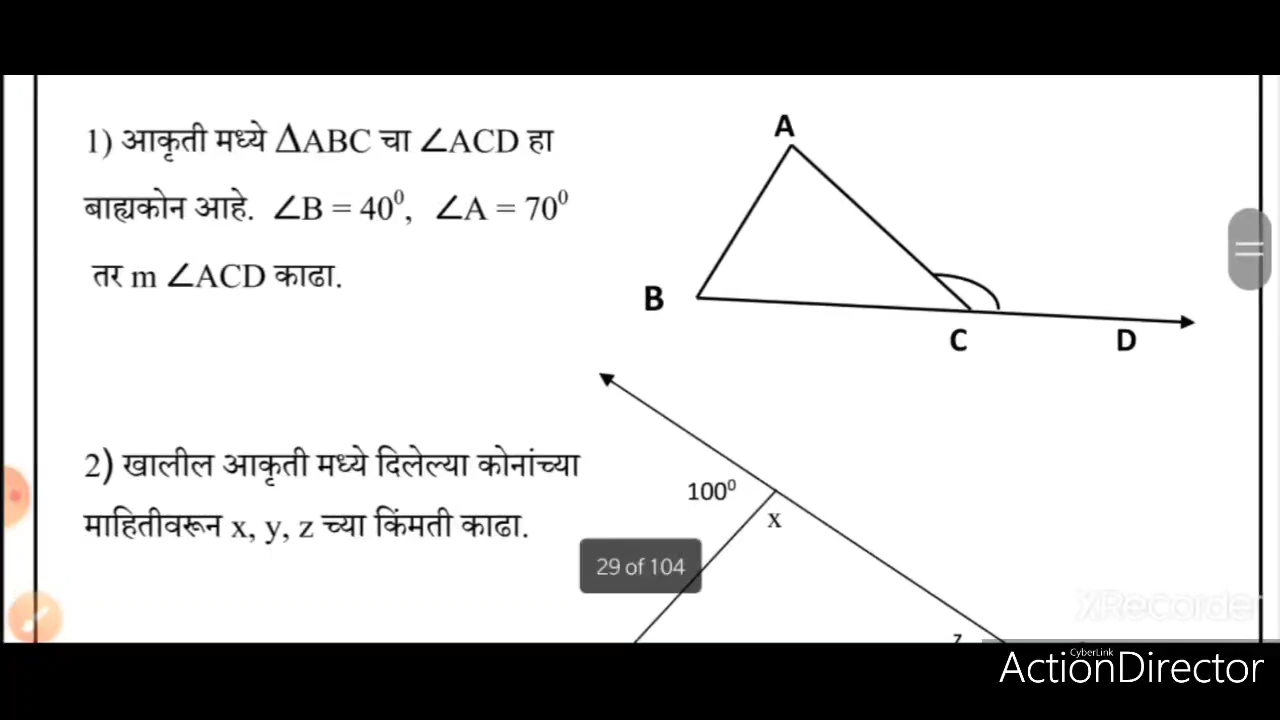 1) आकृती मध्ये ΔABC चा ∠ACD हा
बाह्यकोन आहे. ∠B = 40⁰, ∠A = 70⁰
तर m ∠ACD काढा.
A
B
C
D
2) खालील आकृती मध्ये दिलेल्या कोनांच्या
माहितीवरून x, y, z च्या किंमती काढा.
100⁰
x
29 of 104
z
XRecorder
CyberLink
ActionDirector